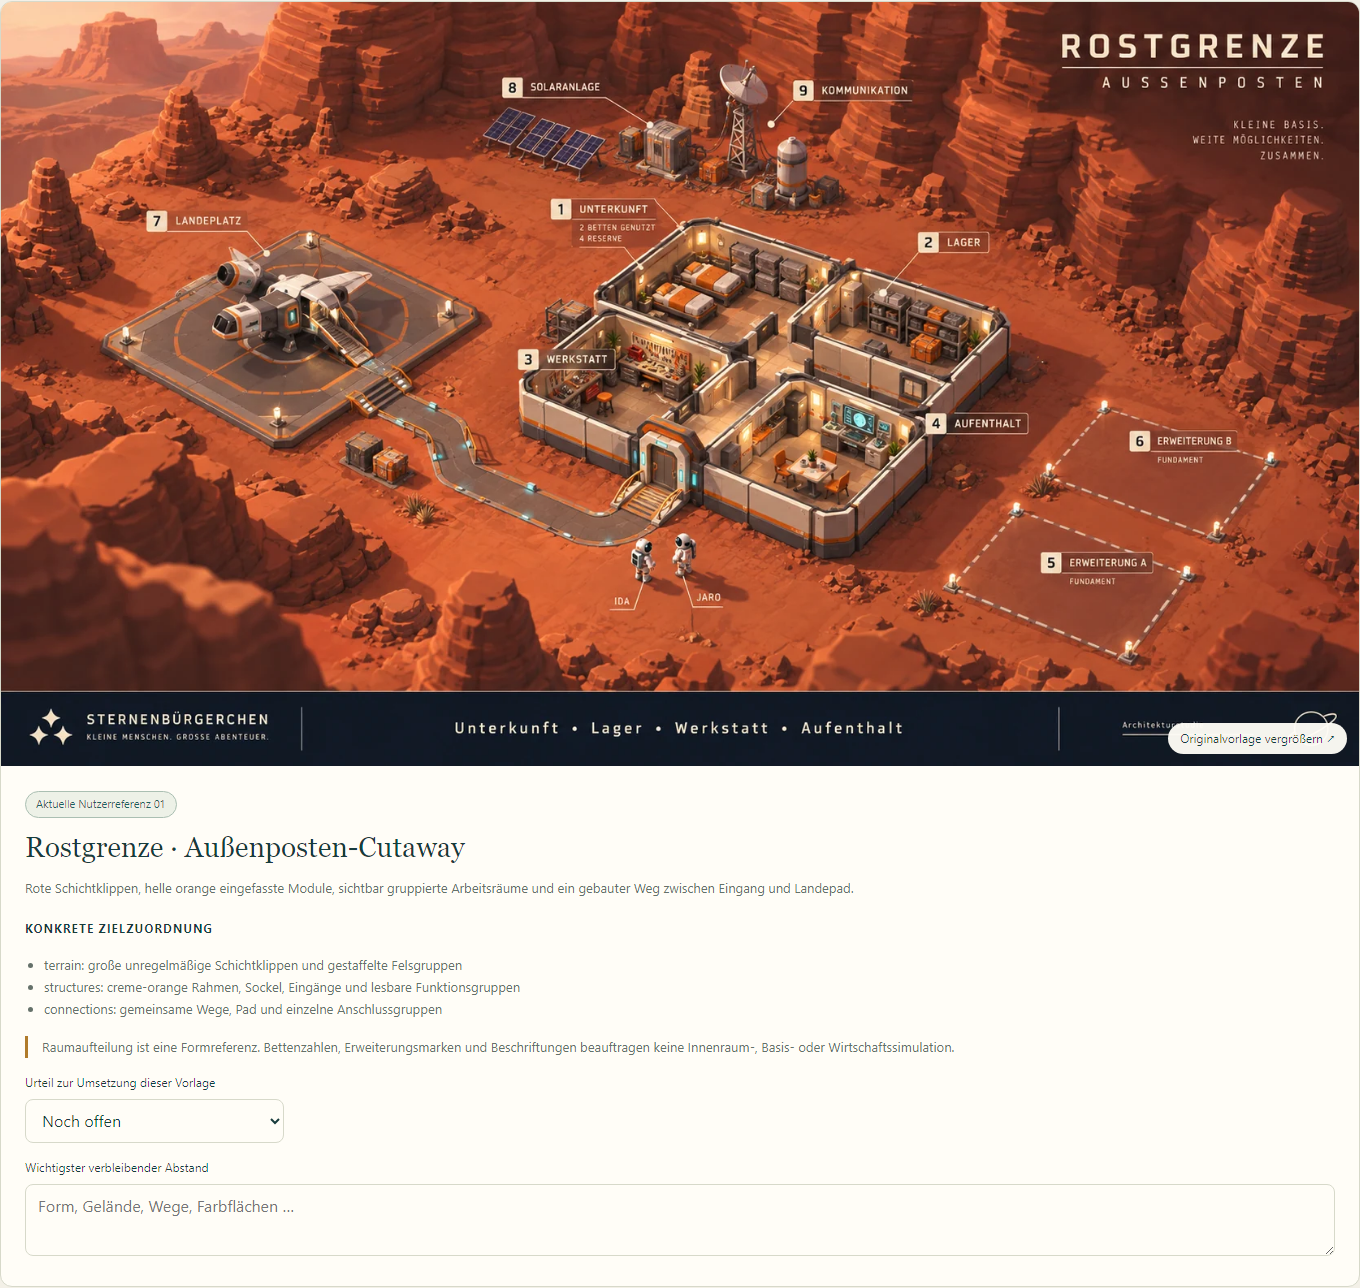 ROSTGRENZE
AUSSENPOSTEN
KLEINE BASIS.
WEITE MÖGLICHKEITEN.
ZUSAMMEN.
8 SOLARANLAGE
9 KOMMUNIKATION
1 UNTERKUNFT
2 BETTEN GENUTZT
4 RESERVE
7 LANDEPLATZ
2 LAGER
3 WERKSTATT
4 AUFENTHALT
6 ERWEITERUNG B
FUNDAMENT
5 ERWEITERUNG A
FUNDAMENT
IDA
JARO
STERNENBÜRGERCHEN
KLEINE MENSCHEN. GROSSE ABENTEUER.
Unterkunft • Lager • Werkstatt • Aufenthalt
Originalvorlage vergrößern ↗
Aktuelle Nutzerreferenz 01
Rostgrenze · Außenposten-Cutaway
Rote Schichtklippen, helle orange eingefasste Module, sichtbar gruppierte Arbeitsräume und ein gebauter Weg zwischen Eingang und Landepad.
KONKRETE ZIELZUORDNUNG
• terrain: große unregelmäßige Schichtklippen und gestaffelte Felsgruppen
• structures: creme-orange Rahmen, Sockel, Eingänge und lesbare Funktionsgruppen
• connections: gemeinsame Wege, Pad und einzelne Anschlussgruppen
Raumaufteilung ist eine Formreferenz. Bettenzahlen, Erweiterungsmarken und Beschriftungen beauftragen keine Innenraum-, Basis- oder Wirtschaftssimulation.
Urteil zur Umsetzung dieser Vorlage
Noch offen
Wichtigster verbleibender Abstand
Form, Gelände, Wege, Farbflächen ...